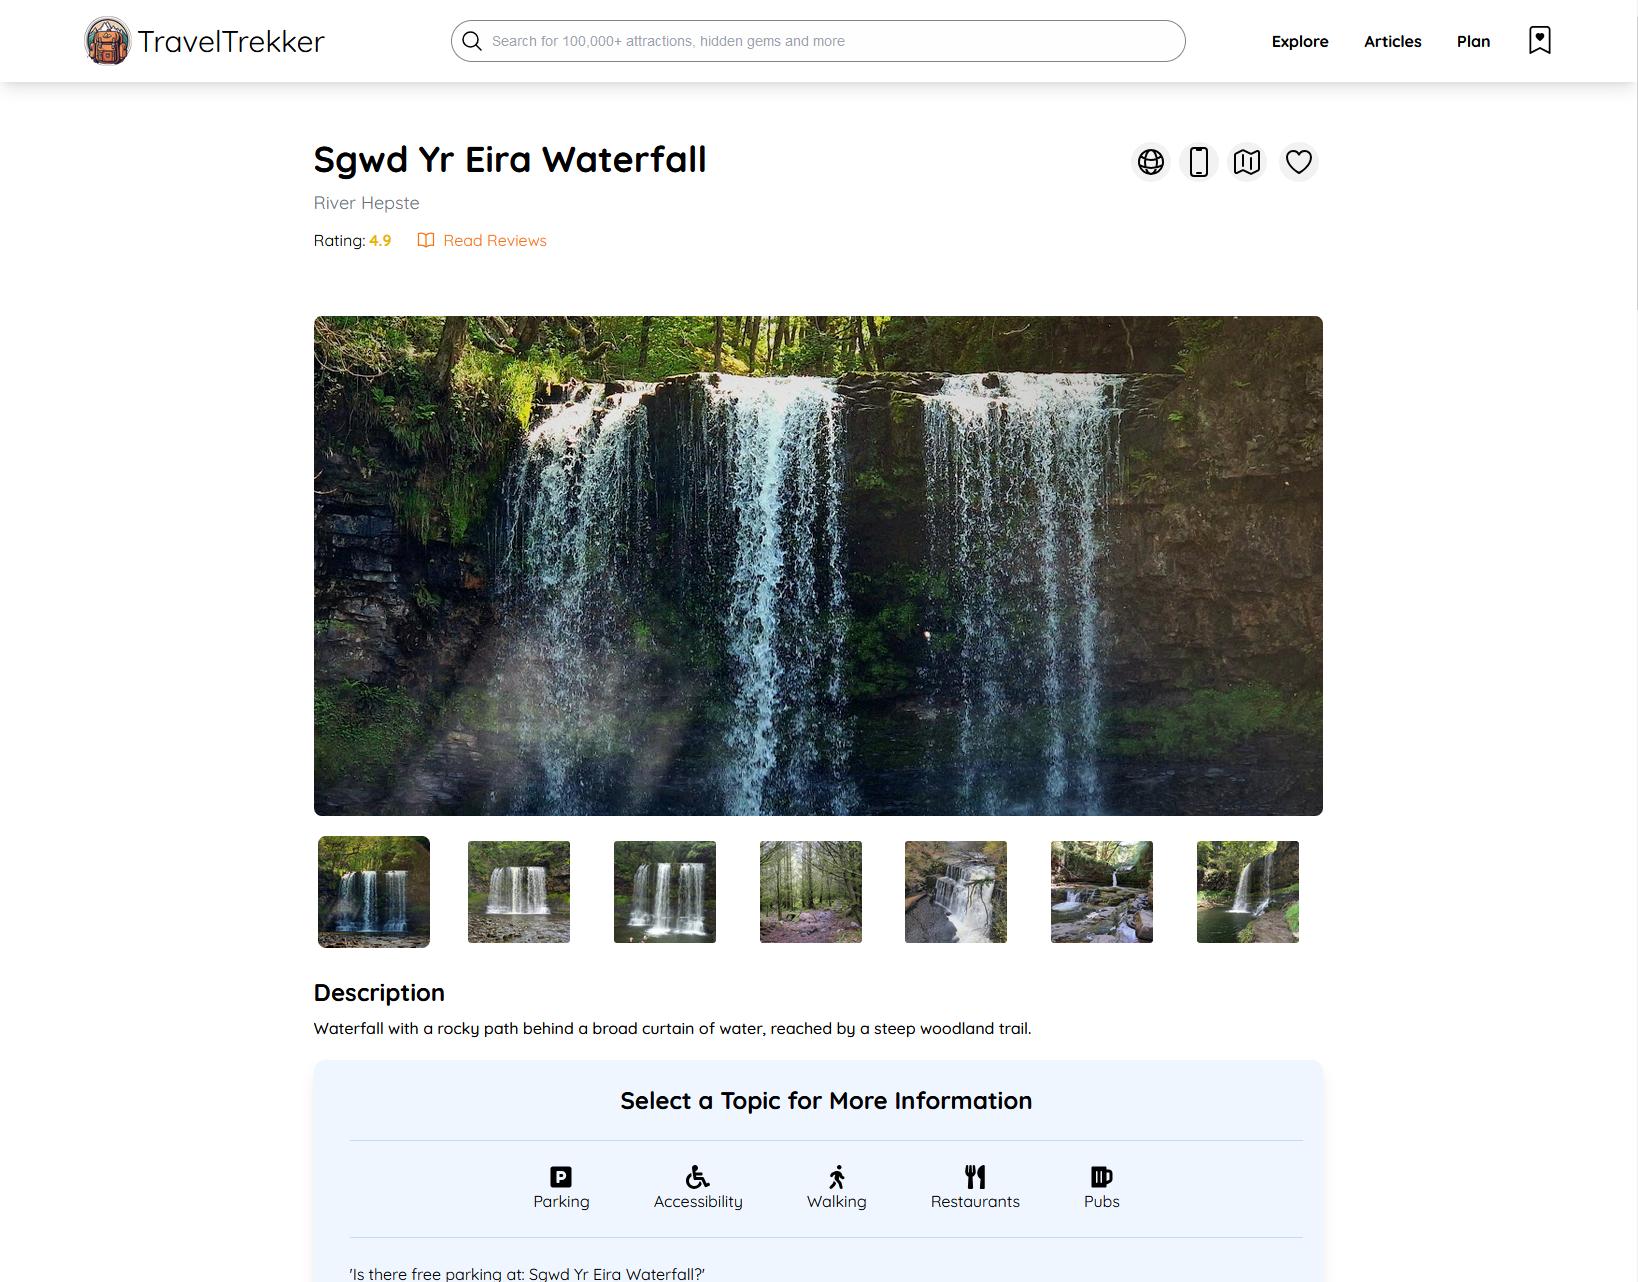 TravelTrekker
Search for 100,000+ attractions, hidden gems and more
Explore
Articles
Plan
Sgwd Yr Eira Waterfall
River Hepste
Rating: 4.9
Read Reviews
Description
Waterfall with a rocky path behind a broad curtain of water, reached by a steep woodland trail.
Select a Topic for More Information
P
Parking
Accessibility
Walking
Restaurants
Pubs
'Is there free parking at: Sgwd Yr Eira Waterfall?'